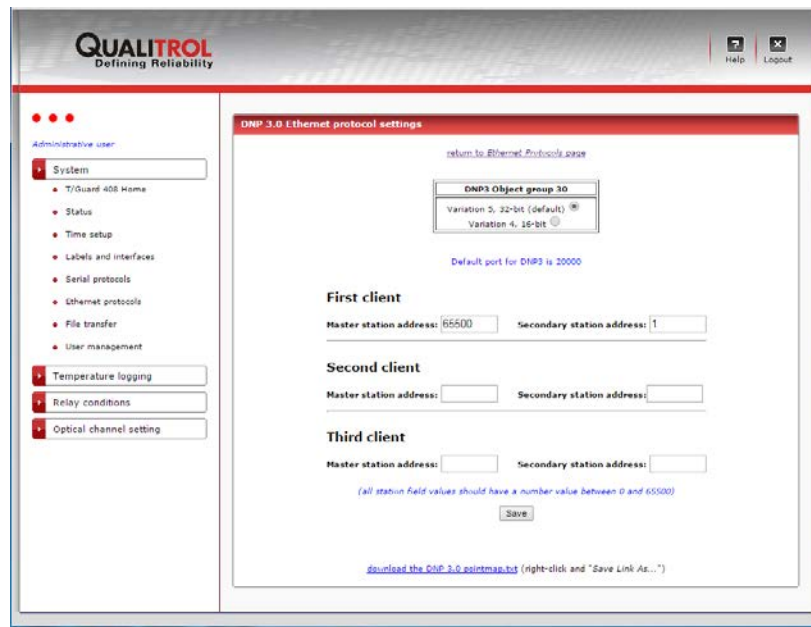 QUALITROL
Defining Reliability
? Help
X Logout
Administrative user
System
T/Guard 408 Home
Status
Time setup
Labels and interfaces
Serial protocols
Ethernet protocols
File transfer
User management
Temperature logging
Relay conditions
Optical channel setting
DNP 3.0 Ethernet protocol settings
return to Ethernet Protocols page
DNP3 Object group 30
Variation 5, 32-bit (default)
Variation 4, 16-bit
Default port for DNP3 is 20000
First client
Master station address: 65500 Secondary station address: 1
Second client
Master station address: Secondary station address:
Third client
Master station address: Secondary station address:
(all station field values should have a number value between 0 and 65500)
Save
download the DNP 3.0 pointmap.txt (right-click and "Save Link As...")